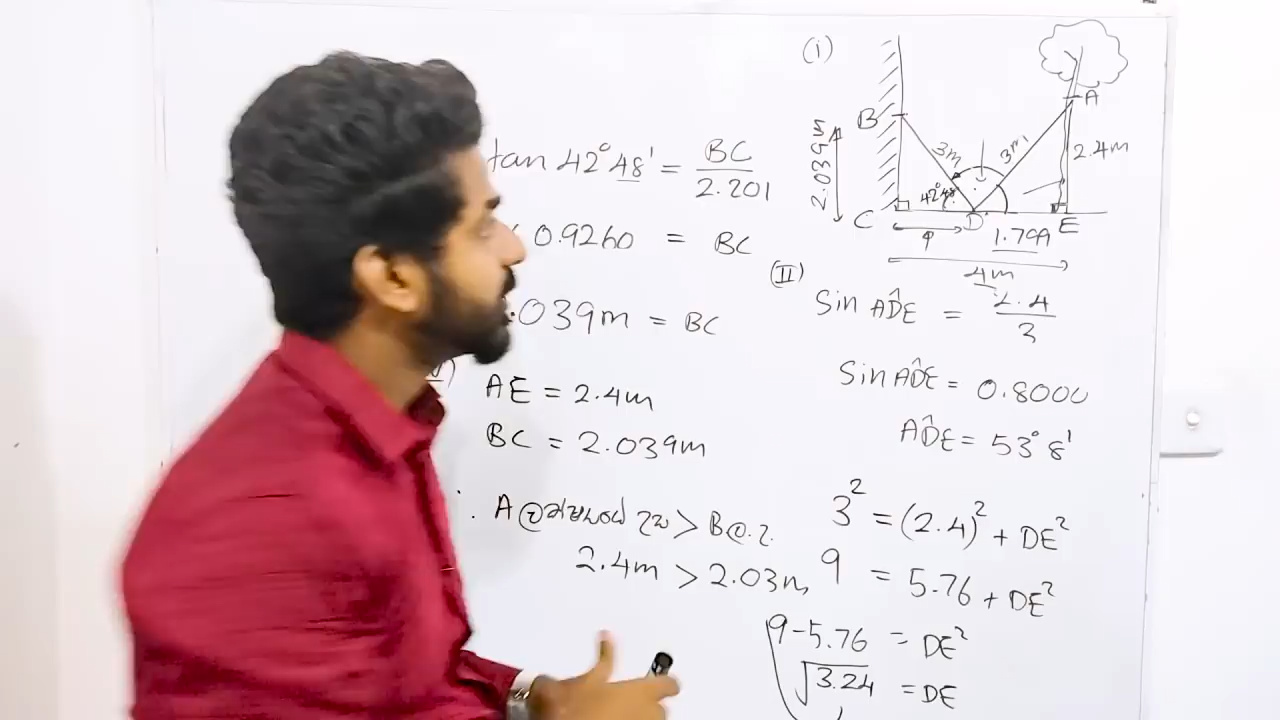 tan 42°48' = BC / 2.201
0.9260 = BC
.039m = BC
AE = 2.4m
BC = 2.039m
2.4m > 2.03m
(i)
A
B
2.039m
3m
3m
2.4m
42°48'
C
D
E
1.799
4m
(II)
Sin AD̂E = 2.4 / 3
Sin AD̂E = 0.8000
AD̂E = 53°8'
3² = (2.4)² + DE²
9 = 5.76 + DE²
9-5.76 = DE²
√3.24 = DE